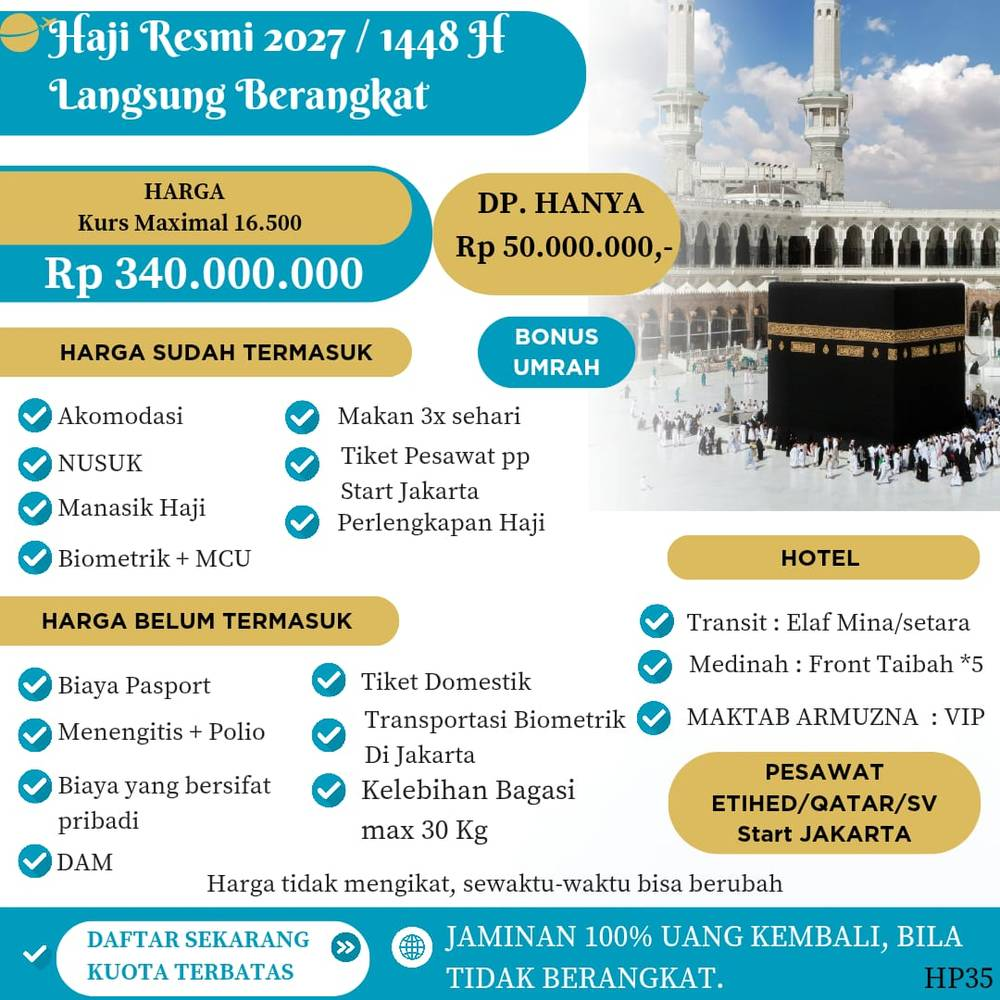 Haji Resmi 2027 / 1448 H
Langsung Berangkat
HARGA
Kurs Maximal 16.500
Rp 340.000.000
DP. HANYA
Rp 50.000.000,-
BONUS
UMRAH
HARGA SUDAH TERMASUK
Akomodasi
NUSUK
Manasik Haji
Biometrik + MCU
Makan 3x sehari
Tiket Pesawat pp
Start Jakarta
Perlengkapan Haji
HOTEL
Transit : Elaf Mina/setara
Medinah : Front Taibah *5
MAKTAB ARMUZNA : VIP
HARGA BELUM TERMASUK
Biaya Pasport
Menengitis + Polio
Biaya yang bersifat
pribadi
DAM
Tiket Domestik
Transportasi Biometrik
Di Jakarta
Kelebihan Bagasi
max 30 Kg
PESAWAT
ETIHED/QATAR/SV
Start JAKARTA
Harga tidak mengikat, sewaktu-waktu bisa berubah
DAFTAR SEKARANG
KUOTA TERBATAS
JAMINAN 100% UANG KEMBALI, BILA
TIDAK BERANGKAT.
HP35